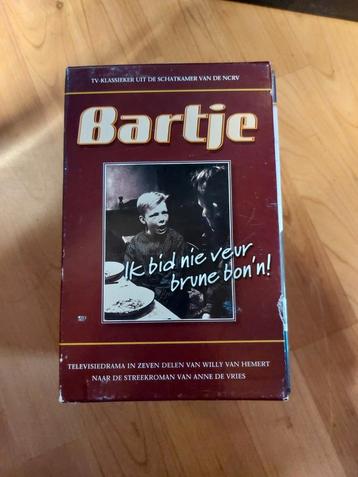 TV-KLASSIEKER UIT DE SCHATKAMER VAN DE NCRV
Bartje
Ik bid nie veur
brune bon'n!
TELEVISIEDRAMA IN ZEVEN DELEN VAN WILLY VAN HEMERT
NAAR DE STREEKROMAN VAN ANNE DE VRIES